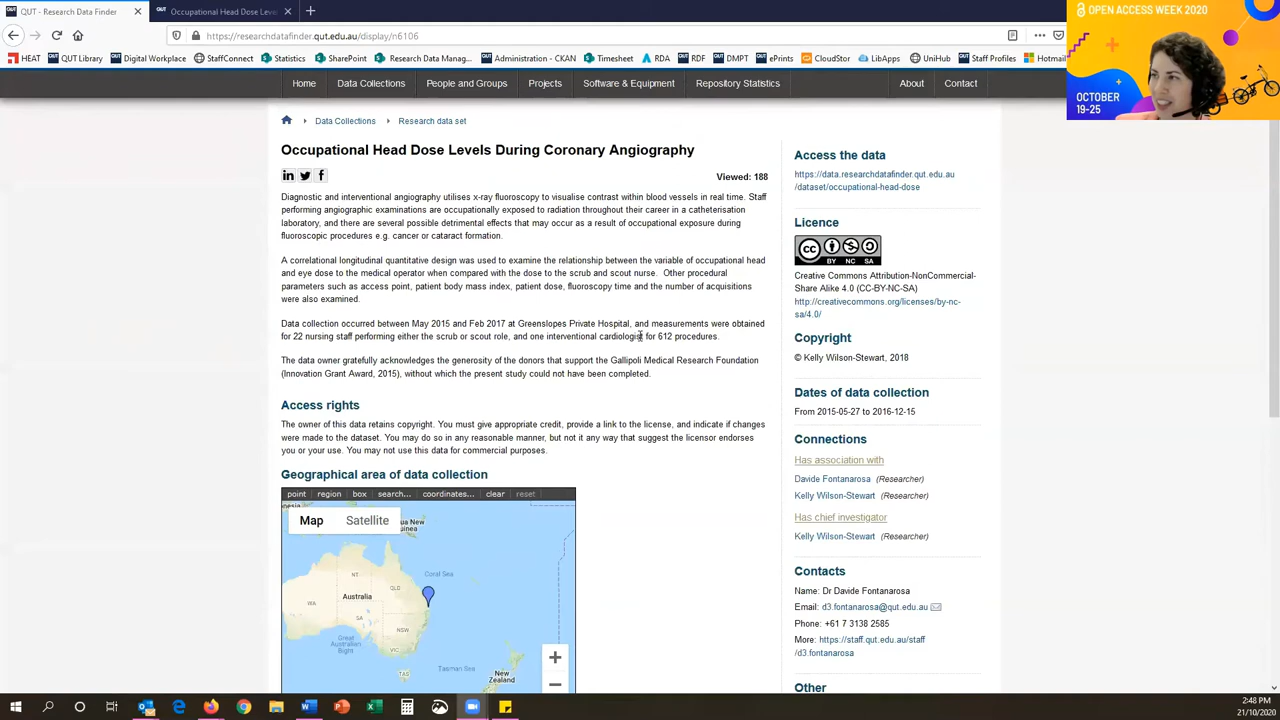 QUT - Research Data Finder
Occupational Head Dose Leve
https://researchdatafinder.qut.edu.au/display/n6106
HEAT QUT Library Digital Workplace StaffConnect Statistics SharePoint Research Data Manag... Administration - CKAN Timesheet RDA RDF DMPT ePrints CloudStor LibApps UniHub Staff Profiles Hotmail
OPEN ACCESS WEEK 2020
OCTOBER
19-25
Home Data Collections People and Groups Projects Software & Equipment Repository Statistics About Contact
Data Collections Research data set
Occupational Head Dose Levels During Coronary Angiography
Viewed: 188
Diagnostic and interventional angiography utilises x-ray fluoroscopy to visualise contrast within blood vessels in real time. Staff
performing angiographic examinations are occupationally exposed to radiation throughout their career in a catheterisation
laboratory, and there are several possible detrimental effects that may occur as a result of occupational exposure during
fluoroscopic procedures e.g. cancer or cataract formation.
A correlational longitudinal quantitative design was used to examine the relationship between the variable of occupational head
and eye dose to the medical operator when compared with the dose to the scrub and scout nurse. Other procedural
parameters such as access point, patient body mass index, patient dose, fluoroscopy time and the number of acquisitions
were also examined.
Data collection occurred between May 2015 and Feb 2017 at Greenslopes Private Hospital, and measurements were obtained
for 22 nursing staff performing either the scrub or scout role, and one interventional cardiologist for 612 procedures.
The data owner gratefully acknowledges the generosity of the donors that support the Gallipoli Medical Research Foundation
(Innovation Grant Award, 2015), without which the present study could not have been completed.
Access rights
The owner of this data retains copyright. You must give appropriate credit, provide a link to the license, and indicate if changes
were made to the dataset. You may do so in any reasonable manner, but not it any way that suggest the licensor endorses
you or your use. You may not use this data for commercial purposes.
Geographical area of data collection
point region box search... coordinates... clear reset
Map Satellite
nesia
ua New
Guinea
Coral Sea
NT
QLD
Australia
WA
SA
NSW
Great
Australian
Bight
TAS
Tasman Sea
New
Zealand
Access the data
https://data.researchdatafinder.qut.edu.au
/dataset/occupational-head-dose
Licence
CC BY NC SA
Creative Commons Attribution-NonCommercial-
Share Alike 4.0 (CC-BY-NC-SA)
http://creativecommons.org/licenses/by-nc-
sa/4.0/
Copyright
© Kelly Wilson-Stewart, 2018
Dates of data collection
From 2015-05-27 to 2016-12-15
Connections
Has association with
Davide Fontanarosa (Researcher)
Kelly Wilson-Stewart (Researcher)
Has chief investigator
Kelly Wilson-Stewart (Researcher)
Contacts
Name: Dr Davide Fontanarosa
Email: d3.fontanarosa@qut.edu.au
Phone: +61 7 3138 2585
More: https://staff.qut.edu.au/staff
/d3.fontanarosa
Other
2:48 PM
21/10/2020